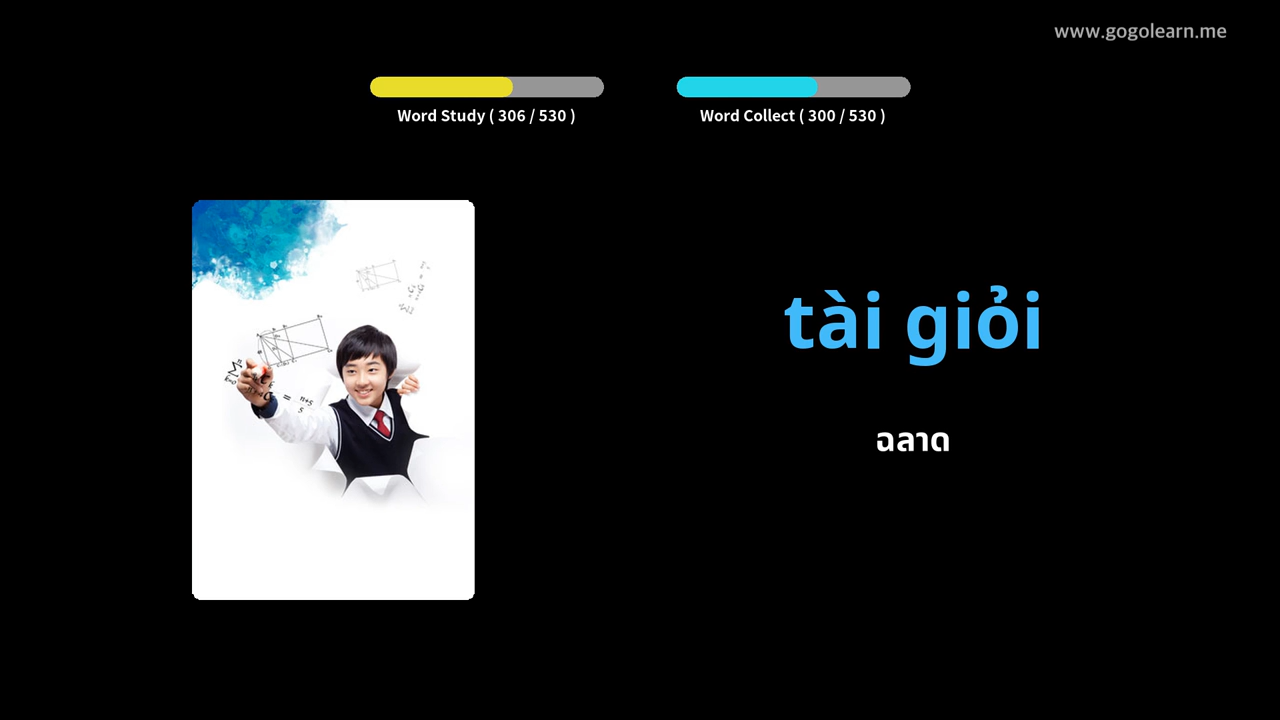 www.gogolearn.me
Word Study ( 306 / 530 )
Word Collect ( 300 / 530 )
tài giỏi
ฉลาด